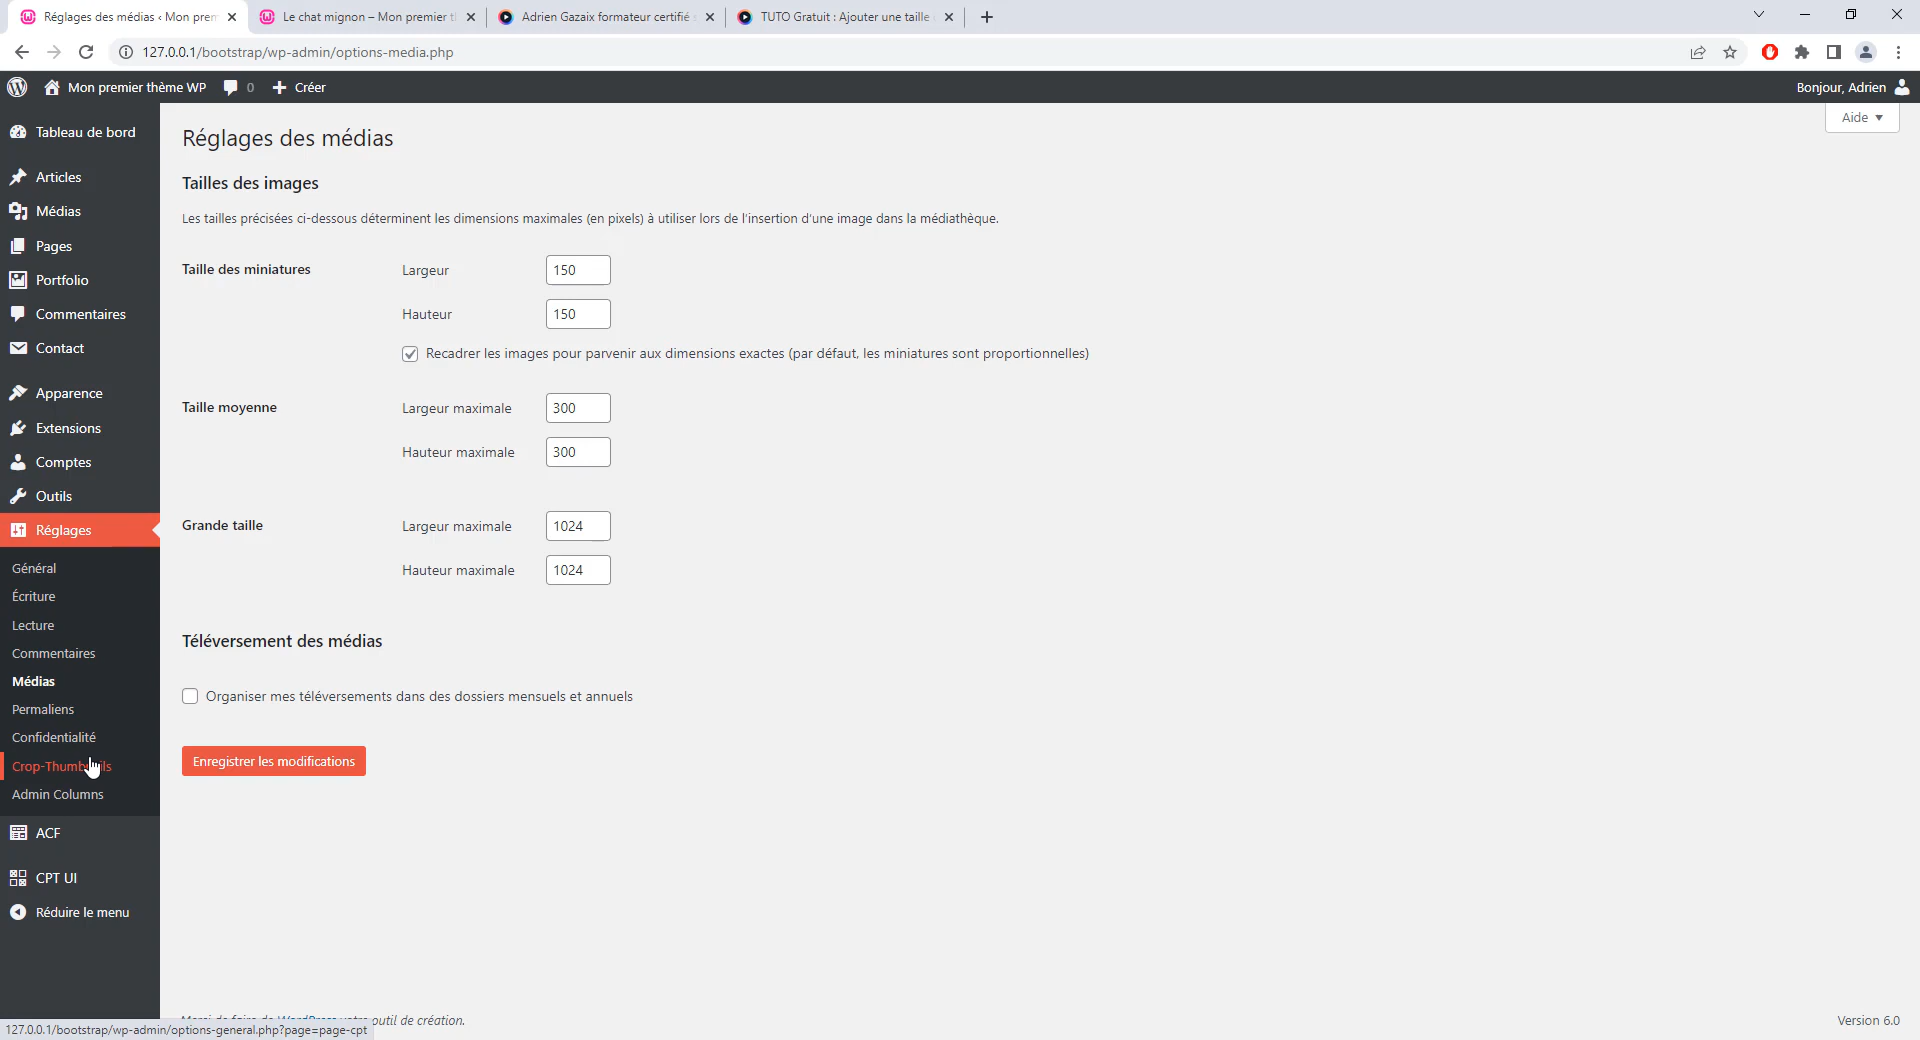 Réglages des médias ‹ Mon prem
Le chat mignon – Mon premier t
Adrien Gazaix formateur certifié
TUTO Gratuit : Ajouter une taille
127.0.0.1/bootstrap/wp-admin/options-media.php
Mon premier thème WP
0
Créer
Bonjour, Adrien
Aide
Tableau de bord
Articles
Médias
Pages
Portfolio
Commentaires
Contact
Apparence
Extensions
Comptes
Outils
Réglages
Général
Écriture
Lecture
Commentaires
Médias
Permaliens
Confidentialité
Crop-Thumbnails
Admin Columns
ACF
CPT UI
Réduire le menu
Réglages des médias
Tailles des images
Les tailles précisées ci-dessous déterminent les dimensions maximales (en pixels) à utiliser lors de l'insertion d'une image dans la médiathèque.
Taille des miniatures
Largeur 150
Hauteur 150
Recadrer les images pour parvenir aux dimensions exactes (par défaut, les miniatures sont proportionnelles)
Taille moyenne
Largeur maximale 300
Hauteur maximale 300
Grande taille
Largeur maximale 1024
Hauteur maximale 1024
Téléversement des médias
Organiser mes téléversements dans des dossiers mensuels et annuels
Enregistrer les modifications
Merci de faire de WordPress votre outil de création.
Version 6.0
127.0.0.1/bootstrap/wp-admin/options-general.php?page=page-cpt